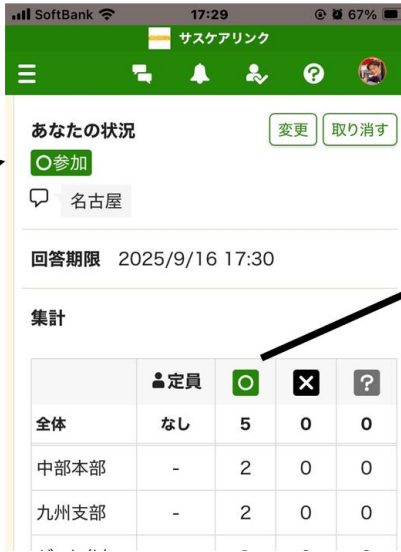 SoftBank 17:29 67%
サスケアリンク
あなたの状況 変更 取り消す
参加
名古屋
回答期限 2025/9/16 17:30
集計
定員
全体 なし 5 0 0
中部本部 - 2 0 0
九州支部 - 2 0 0